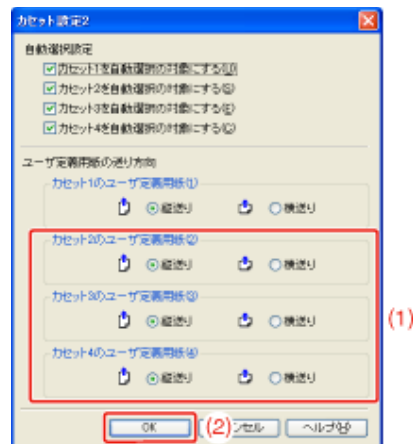 カセット設定2
自動選択設定
カセット1を自動選択の対象にする(U)
カセット2を自動選択の対象にする(S)
カセット3を自動選択の対象にする(E)
カセット4を自動選択の対象にする(C)
ユーザ定義用紙の送り方向
カセット1のユーザ定義用紙(1)
縦送り 横送り
カセット2のユーザ定義用紙(2)
縦送り 横送り
カセット3のユーザ定義用紙(3)
縦送り 横送り
(1)
カセット4のユーザ定義用紙(4)
縦送り 横送り
OK (2) ンセル ヘルプ(H)